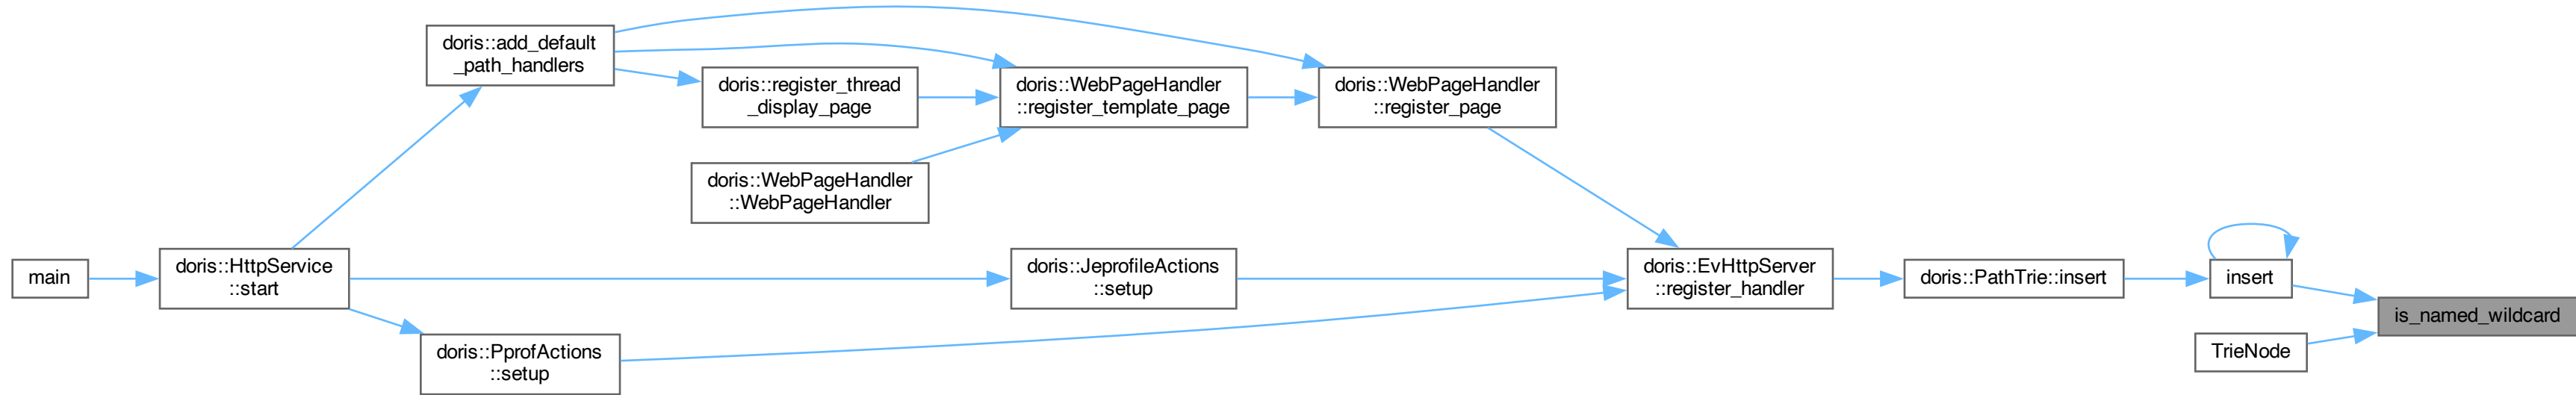 doris::add_default
_path_handlers
doris::register_thread
_display_page
doris::WebPageHandler
::register_template_page
doris::WebPageHandler
::register_page
doris::WebPageHandler
::WebPageHandler
main
doris::HttpService
::start
doris::JeprofileActions
::setup
doris::EvHttpServer
::register_handler
doris::PathTrie::insert
insert
is_named_wildcard
doris::PprofActions
::setup
TrieNode